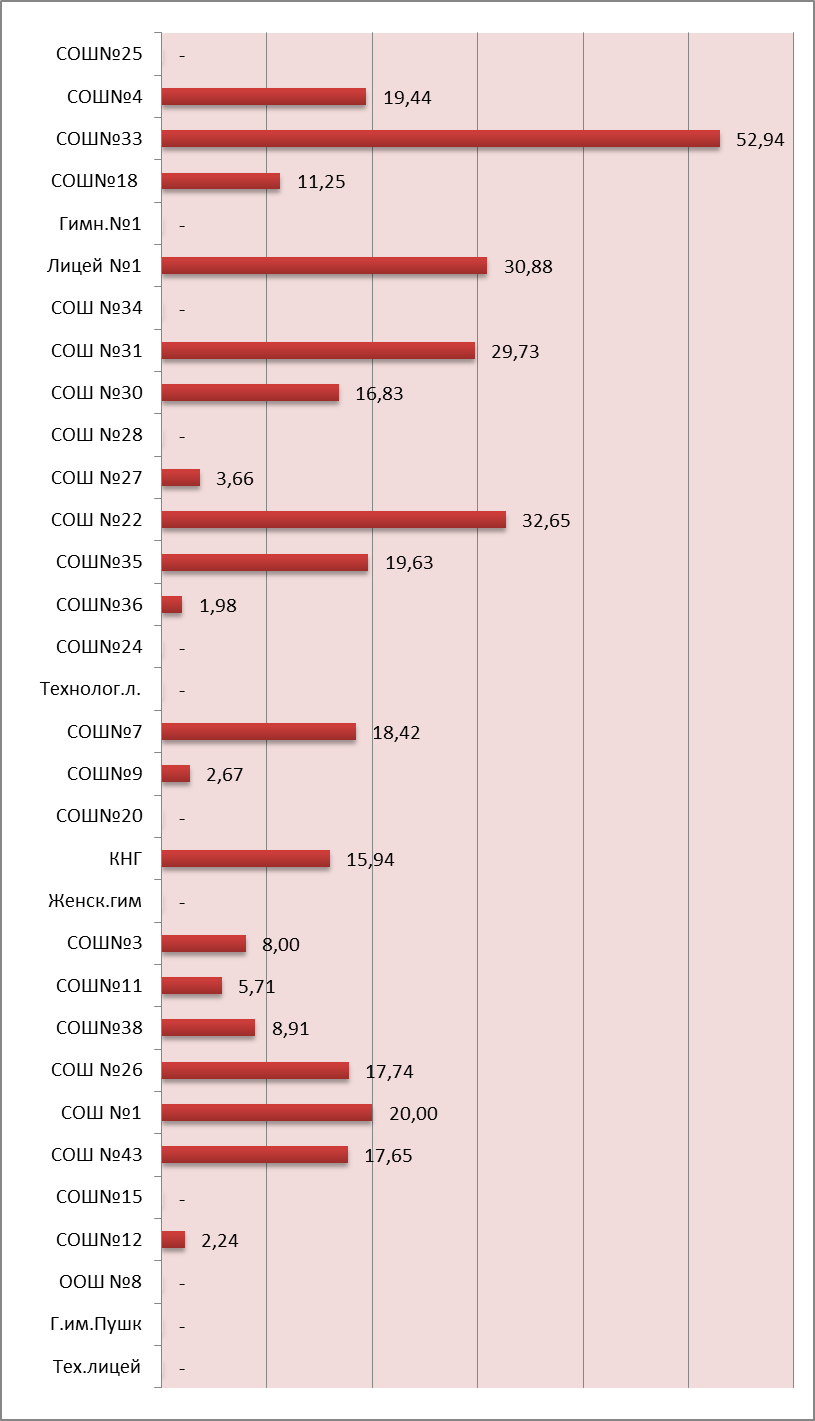 СОШ№25 -
СОШ№4 19,44
СОШ№33 52,94
СОШ№18 11,25
Гимн.№1 -
Лицей №1 30,88
СОШ №34 -
СОШ №31 29,73
СОШ №30 16,83
СОШ №28 -
СОШ №27 3,66
СОШ №22 32,65
СОШ№35 19,63
СОШ№36 1,98
СОШ№24 -
Технолог.л. -
СОШ№7 18,42
СОШ№9 2,67
СОШ№20 -
КНГ 15,94
Женск.гим -
СОШ№3 8,00
СОШ№11 5,71
СОШ№38 8,91
СОШ №26 17,74
СОШ №1 20,00
СОШ №43 17,65
СОШ№15 -
СОШ№12 2,24
ООШ №8 -
Г.им.Пушк -
Тех.лицей -